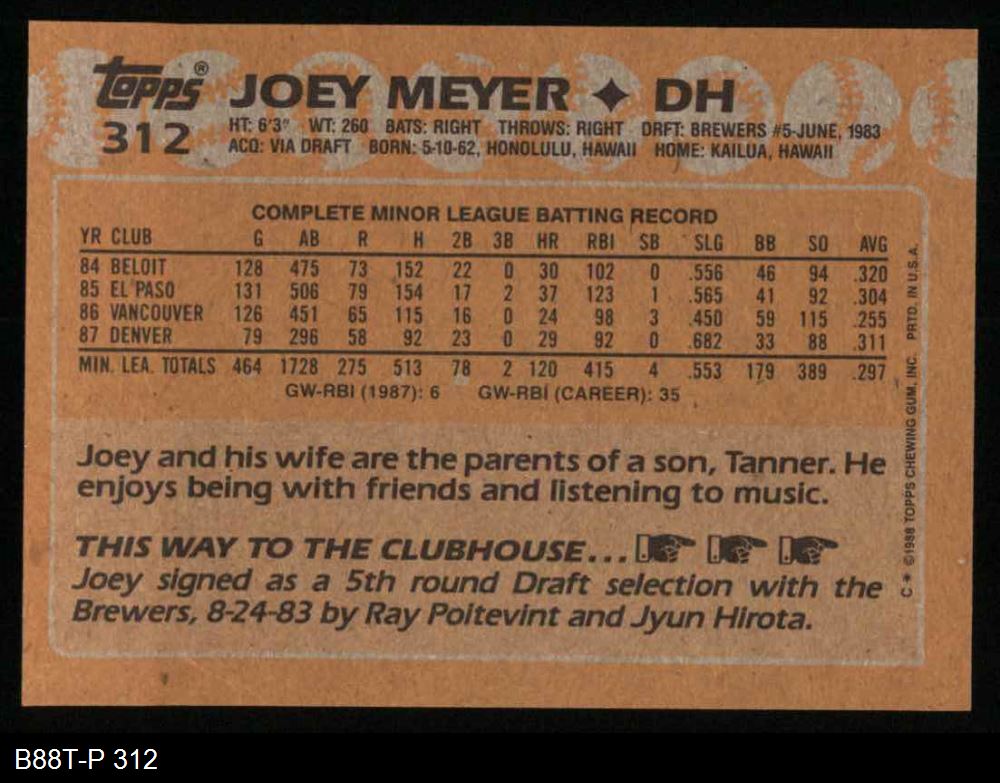 topps® JOEY MEYER ✦ DH
312 HT: 6'3" WT: 260 BATS: RIGHT THROWS: RIGHT DRFT: BREWERS #5-JUNE, 1983
ACQ: VIA DRAFT BORN: 5-10-62, HONOLULU, HAWAII HOME: KAILUA, HAWAII
COMPLETE MINOR LEAGUE BATTING RECORD
YR CLUB G AB R H 2B 3B HR RBI SB SLG BB SO AVG
84 BELOIT 128 475 73 152 22 0 30 102 0 .556 46 94 .320
85 EL PASO 131 506 79 154 17 2 37 123 1 .565 41 92 .304
86 VANCOUVER 126 451 65 115 16 0 24 98 3 .450 59 115 .255
87 DENVER 79 296 58 92 23 0 29 92 0 .682 33 88 .311
MIN. LEA. TOTALS 464 1728 275 513 78 2 120 415 4 .553 179 389 .297
GW-RBI (1987): 6 GW-RBI (CAREER): 35
Joey and his wife are the parents of a son, Tanner. He
enjoys being with friends and listening to music.
THIS WAY TO THE CLUBHOUSE...
Joey signed as a 5th round Draft selection with the
Brewers, 8-24-83 by Ray Poitevint and Jyun Hirota.
C* ©1988 TOPPS CHEWING GUM, INC. PRTD. IN U.S.A.
B88T-P 312